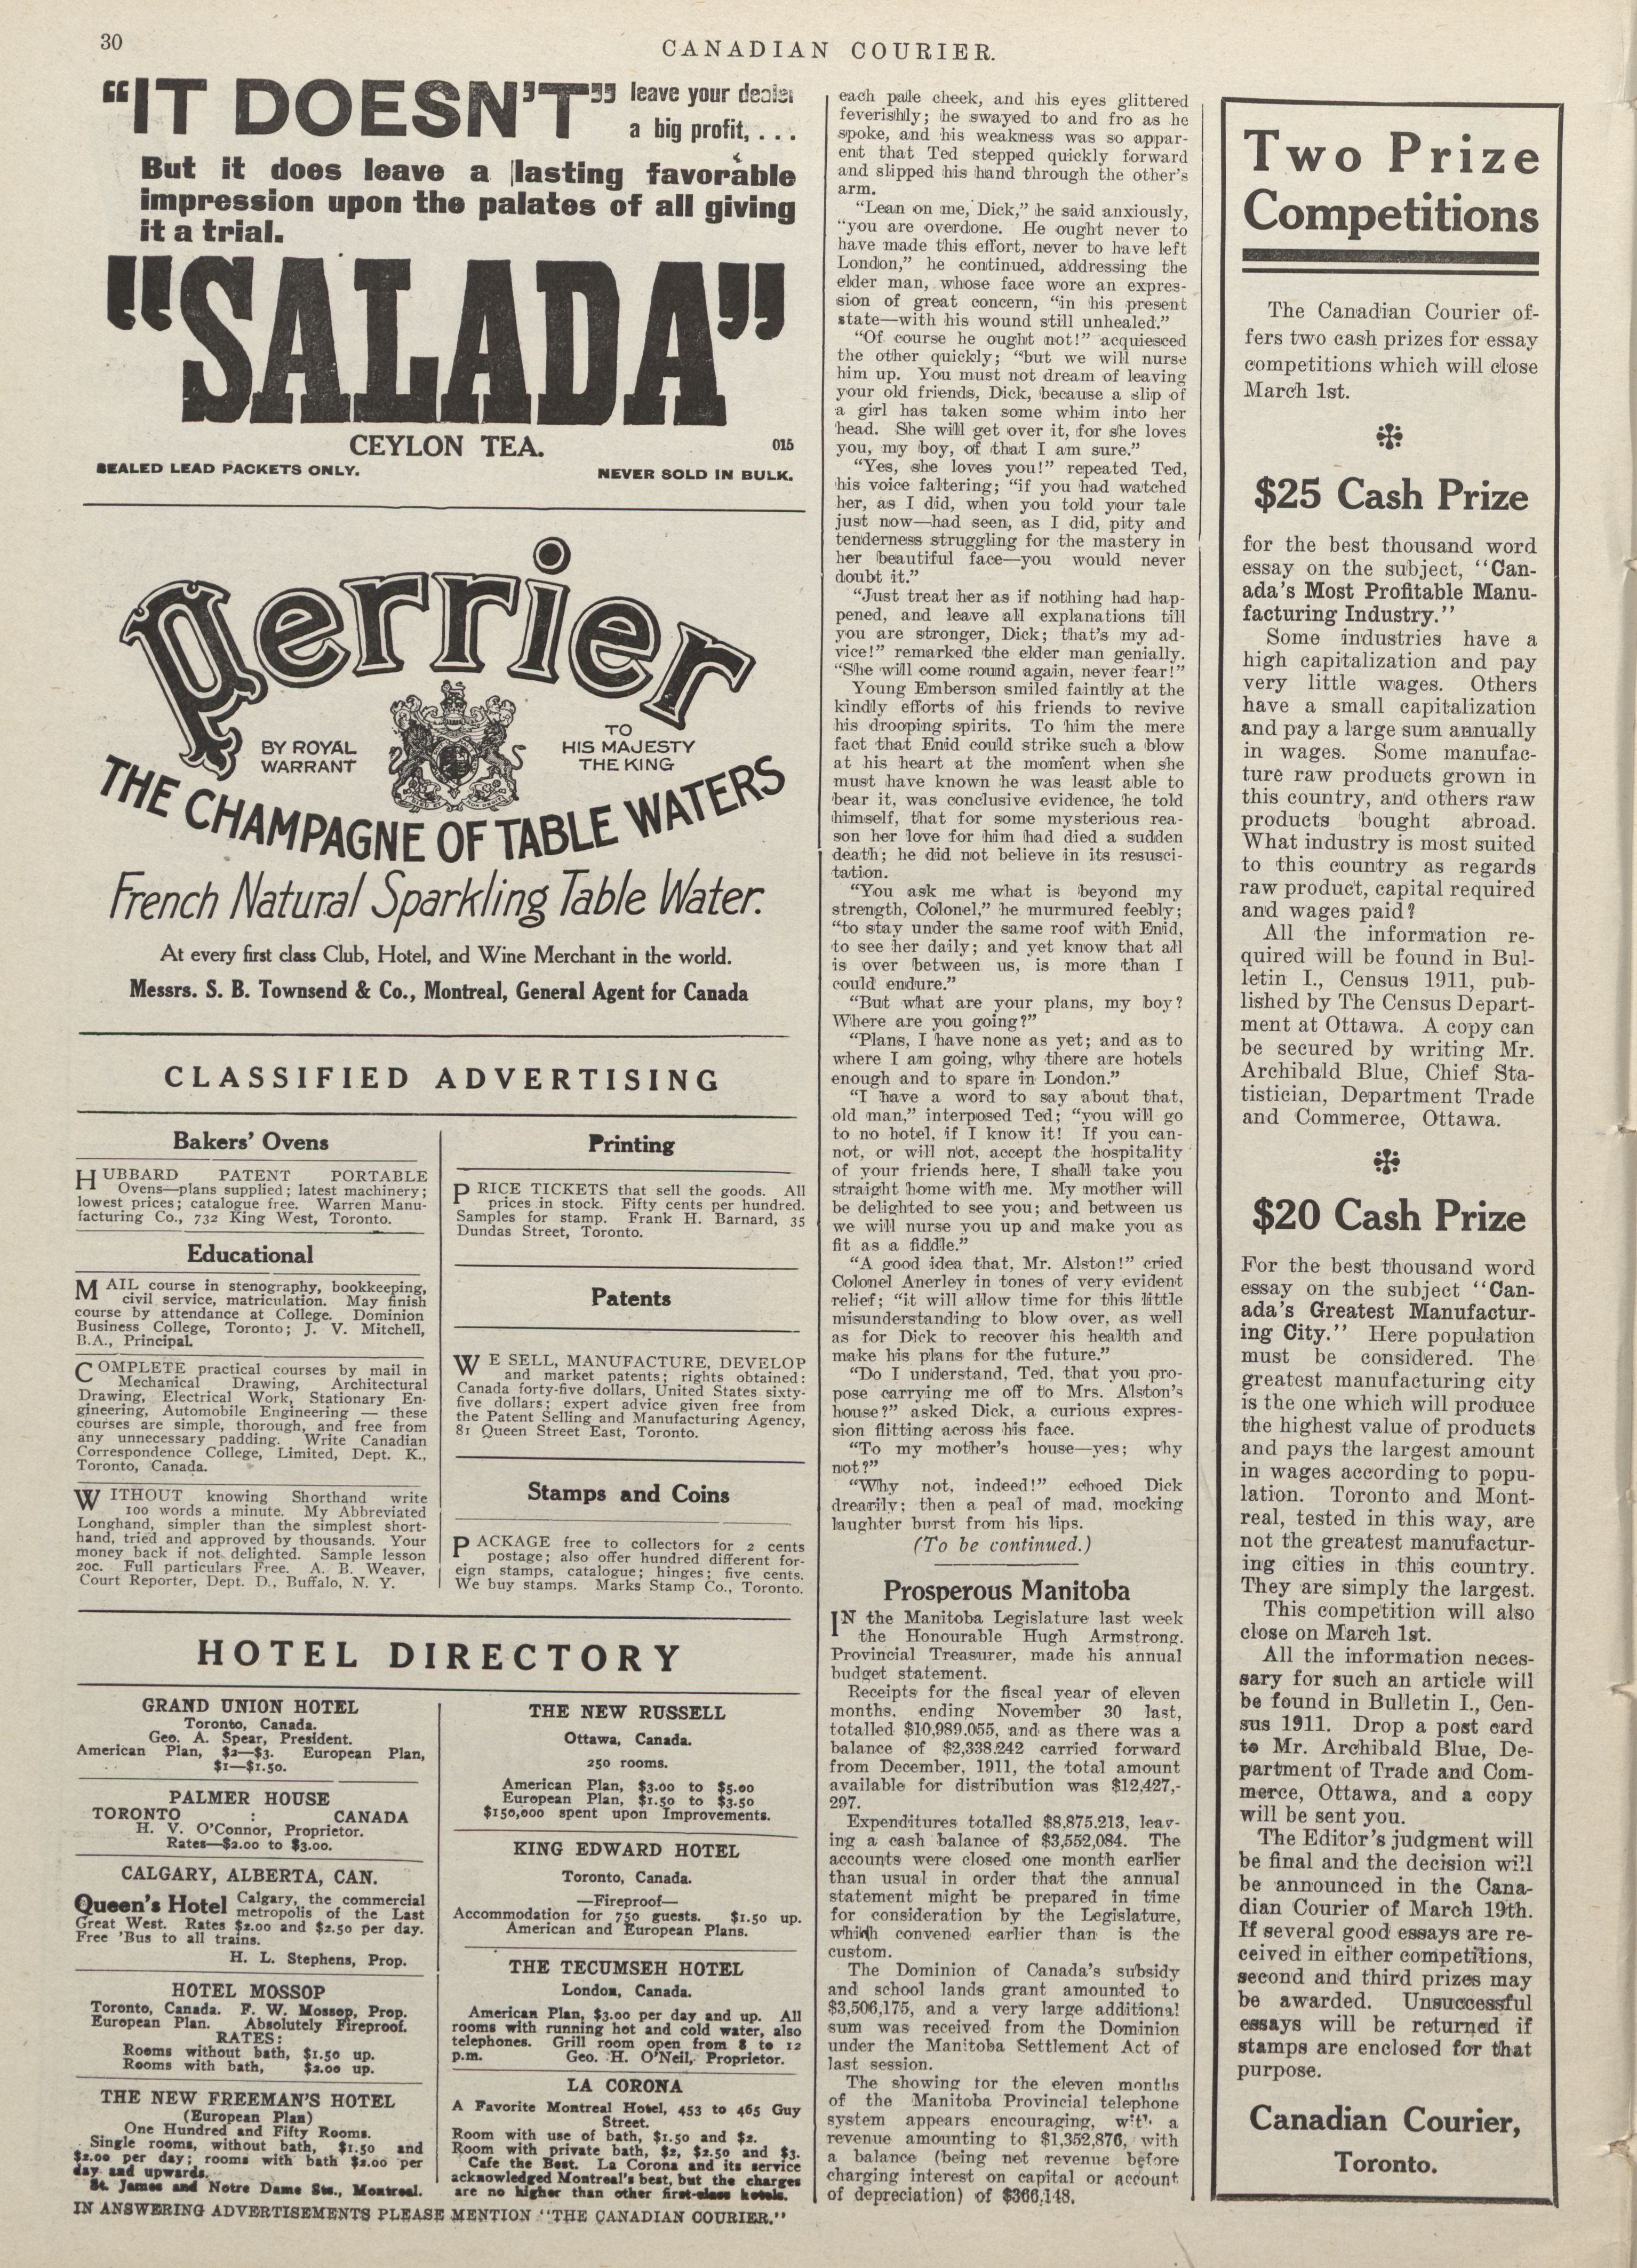 30
CANADIAN COURIER.
"IT DOESN'T" leave your dealer
a big profit, . . .
But it does leave a lasting favorable
impression upon the palates of all giving
it a trial.
"SALADA"
CEYLON TEA.
015
SEALED LEAD PACKETS ONLY.
NEVER SOLD IN BULK.
Perrier
BY ROYAL
WARRANT
TO
HIS MAJESTY
THE KING
THE CHAMPAGNE OF TABLE WATERS
French Natural Sparkling Table Water.
At every first class Club, Hotel, and Wine Merchant in the world.
Messrs. S. B. Townsend & Co., Montreal, General Agent for Canada
CLASSIFIED ADVERTISING
Bakers' Ovens
HUBBARD PATENT PORTABLE
Ovens—plans supplied; latest machinery;
lowest prices; catalogue free. Warren Manu-
facturing Co., 732 King West, Toronto.
Educational
MAIL course in stenography, bookkeeping,
civil service, matriculation. May finish
course by attendance at College. Dominion
Business College, Toronto; J. V. Mitchell,
B.A., Principal.
COMPLETE practical courses by mail in
Mechanical Drawing, Architectural
Drawing, Electrical Work, Stationary En-
gineering, Automobile Engineering — these
courses are simple, thorough, and free from
any unnecessary padding. Write Canadian
Correspondence College, Limited, Dept. K.,
Toronto, Canada.
WITHOUT knowing Shorthand write
100 words a minute. My Abbreviated
Longhand, simpler than the simplest short-
hand, tried and approved by thousands. Your
money back if not delighted. Sample lesson
20c. Full particulars Free. A. B. Weaver,
Court Reporter, Dept. D., Buffalo, N. Y.
Printing
PRICE TICKETS that sell the goods. All
prices in stock. Fifty cents per hundred.
Samples for stamp. Frank H. Barnard, 35
Dundas Street, Toronto.
Patents
WE SELL, MANUFACTURE, DEVELOP
and market patents; rights obtained:
Canada forty-five dollars, United States sixty-
five dollars; expert advice given free from
the Patent Selling and Manufacturing Agency,
81 Queen Street East, Toronto.
Stamps and Coins
PACKAGE free to collectors for 2 cents
postage; also offer hundred different for-
eign stamps, catalogue; hinges; five cents.
We buy stamps. Marks Stamp Co., Toronto.
HOTEL DIRECTORY
GRAND UNION HOTEL
Toronto, Canada.
Geo. A. Spear, President.
American Plan, $2—$3. European Plan,
$1—$1.50.
PALMER HOUSE
TORONTO : CANADA
H. V. O'Connor, Proprietor.
Rates—$2.00 to $3.00.
CALGARY, ALBERTA, CAN.
Queen's Hotel Calgary, the commercial
metropolis of the Last
Great West. Rates $2.00 and $2.50 per day.
Free 'Bus to all trains.
H. L. Stephens, Prop.
HOTEL MOSSOP
Toronto, Canada. F. W. Mossop, Prop.
European Plan. Absolutely Fireproof.
RATES:
Rooms without bath, $1.50 up.
Rooms with bath, $2.00 up.
THE NEW FREEMAN'S HOTEL
(European Plan)
One Hundred and Fifty Rooms.
Single rooms, without bath, $1.50 and
$2.00 per day; rooms with bath $2.00 per
day and upwards.
St. James and Notre Dame Sts., Montreal.
THE NEW RUSSELL
Ottawa, Canada.
250 rooms.
American Plan, $3.00 to $5.00
European Plan, $1.50 to $3.50
$150,000 spent upon Improvements.
KING EDWARD HOTEL
Toronto, Canada.
—Fireproof—
Accommodation for 750 guests. $1.50 up.
American and European Plans.
THE TECUMSEH HOTEL
London, Canada.
American Plan, $3.00 per day and up. All
rooms with running hot and cold water, also
telephones. Grill room open from 8 to 12
p.m. Geo. H. O'Neil, Proprietor.
LA CORONA
A Favorite Montreal Hotel, 453 to 465 Guy
Street.
Room with use of bath, $1.50 and $2.
Room with private bath, $2, $2.50 and $3.
Cafe the Best. La Corona and its service
acknowledged Montreal's best, but the charges
are no higher than other first-class hotels.
IN ANSWERING ADVERTISEMENTS PLEASE MENTION "THE CANADIAN COURIER."
each pale cheek, and his eyes glittered
feverishly; he swayed to and fro as he
spoke, and his weakness was so appar-
ent that Ted stepped quickly forward
and slipped his hand through the other's
arm.
"Lean on me, Dick," he said anxiously,
"you are overdone. He ought never to
have made this effort, never to have left
London," he continued, addressing the
elder man, whose face wore an expres-
sion of great concern, "in his present
state—with his wound still unhealed."
"Of course he ought not!" acquiesced
the other quickly; "but we will nurse
him up. You must not dream of leaving
your old friends, Dick, because a slip of
a girl has taken some whim into her
head. She will get over it, for she loves
you, my boy, of that I am sure."
"Yes, she loves you!" repeated Ted,
his voice faltering; "if you had watched
her, as I did, when you told your tale
just now—had seen, as I did, pity and
tenderness struggling for the mastery in
her beautiful face—you would never
doubt it."
"Just treat her as if nothing had hap-
pened, and leave all explanations till
you are stronger, Dick; that's my ad-
vice!" remarked the elder man genially.
"She will come round again, never fear!"
Young Emberson smiled faintly at the
kindly efforts of his friends to revive
his drooping spirits. To him the mere
fact that Enid could strike such a blow
at his heart at the moment when she
must have known he was least able to
bear it, was conclusive evidence, he told
himself, that for some mysterious rea-
son her love for him had died a sudden
death; he did not believe in its resusci-
tation.
"You ask me what is beyond my
strength, Colonel," he murmured feebly;
"to stay under the same roof with Enid,
to see her daily; and yet know that all
is over between us, is more than I
could endure."
"But what are your plans, my boy?
Where are you going?"
"Plans, I have none as yet; and as to
where I am going, why there are hotels
enough and to spare in London."
"I have a word to say about that,
old man," interposed Ted; "you will go
to no hotel, if I know it! If you can-
not, or will not, accept the hospitality
of your friends here, I shall take you
straight home with me. My mother will
be delighted to see you; and between us
we will nurse you up and make you as
fit as a fiddle."
"A good idea that, Mr. Alston!" cried
Colonel Anerley in tones of very evident
relief; "it will allow time for this little
misunderstanding to blow over, as well
as for Dick to recover his health and
make his plans for the future."
"Do I understand, Ted, that you pro-
pose carrying me off to Mrs. Alston's
house?" asked Dick, a curious expres-
sion flitting across his face.
"To my mother's house—yes; why
not?"
"Why not, indeed!" echoed Dick
drearily; then a peal of mad, mocking
laughter burst from his lips.
(To be continued.)
Prosperous Manitoba
IN the Manitoba Legislature last week
the Honourable Hugh Armstrong,
Provincial Treasurer, made his annual
budget statement.
Receipts for the fiscal year of eleven
months, ending November 30 last,
totalled $10,989,055, and as there was a
balance of $2,338,242 carried forward
from December, 1911, the total amount
available for distribution was $12,427,-
297.
Expenditures totalled $8,875,213, leav-
ing a cash balance of $3,552,084. The
accounts were closed one month earlier
than usual in order that the annual
statement might be prepared in time
for consideration by the Legislature,
which convened earlier than is the
custom.
The Dominion of Canada's subsidy
and school lands grant amounted to
$3,506,175, and a very large additional
sum was received from the Dominion
under the Manitoba Settlement Act of
last session.
The showing for the eleven months
of the Manitoba Provincial telephone
system appears encouraging, with a
revenue amounting to $1,352,876, with
a balance (being net revenue before
charging interest on capital or account
of depreciation) of $366,148.
Two Prize
Competitions
The Canadian Courier of-
fers two cash prizes for essay
competitions which will close
March 1st.
$25 Cash Prize
for the best thousand word
essay on the subject, "Can-
ada's Most Profitable Manu-
facturing Industry."
Some industries have a
high capitalization and pay
very little wages. Others
have a small capitalization
and pay a large sum annually
in wages. Some manufac-
ture raw products grown in
this country, and others raw
products bought abroad.
What industry is most suited
to this country as regards
raw product, capital required
and wages paid?
All the information re-
quired will be found in Bul-
letin I., Census 1911, pub-
lished by The Census Depart-
ment at Ottawa. A copy can
be secured by writing Mr.
Archibald Blue, Chief Sta-
tistician, Department Trade
and Commerce, Ottawa.
$20 Cash Prize
For the best thousand word
essay on the subject "Can-
ada's Greatest Manufactur-
ing City." Here population
must be considered. The
greatest manufacturing city
is the one which will produce
the highest value of products
and pays the largest amount
in wages according to popu-
lation. Toronto and Mont-
real, tested in this way, are
not the greatest manufactur-
ing cities in this country.
They are simply the largest.
This competition will also
close on March 1st.
All the information neces-
sary for such an article will
be found in Bulletin I., Cen-
sus 1911. Drop a post card
to Mr. Archibald Blue, De-
partment of Trade and Com-
merce, Ottawa, and a copy
will be sent you.
The Editor's judgment will
be final and the decision will
be announced in the Cana-
dian Courier of March 19th.
If several good essays are re-
ceived in either competitions,
second and third prizes may
be awarded. Unsuccessful
essays will be returned if
stamps are enclosed for that
purpose.
Canadian Courier,
Toronto.